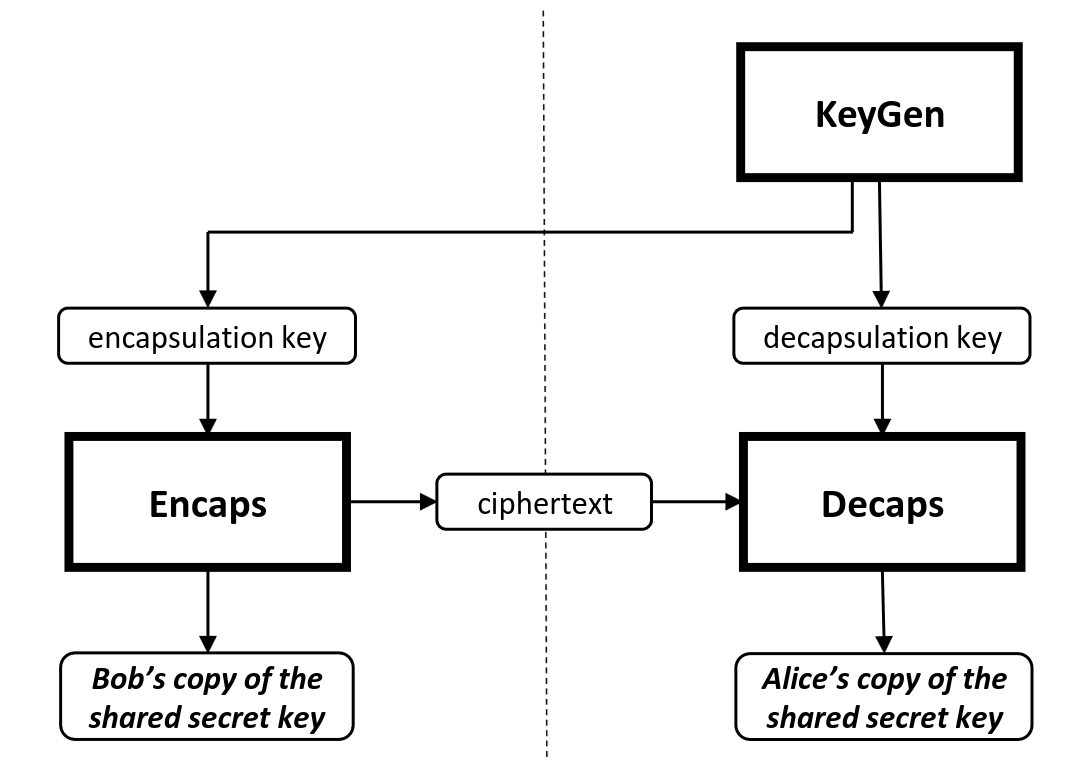 KeyGen
encapsulation key
decapsulation key
Encaps
ciphertext
Decaps
Bob’s copy of the
shared secret key
Alice’s copy of the
shared secret key